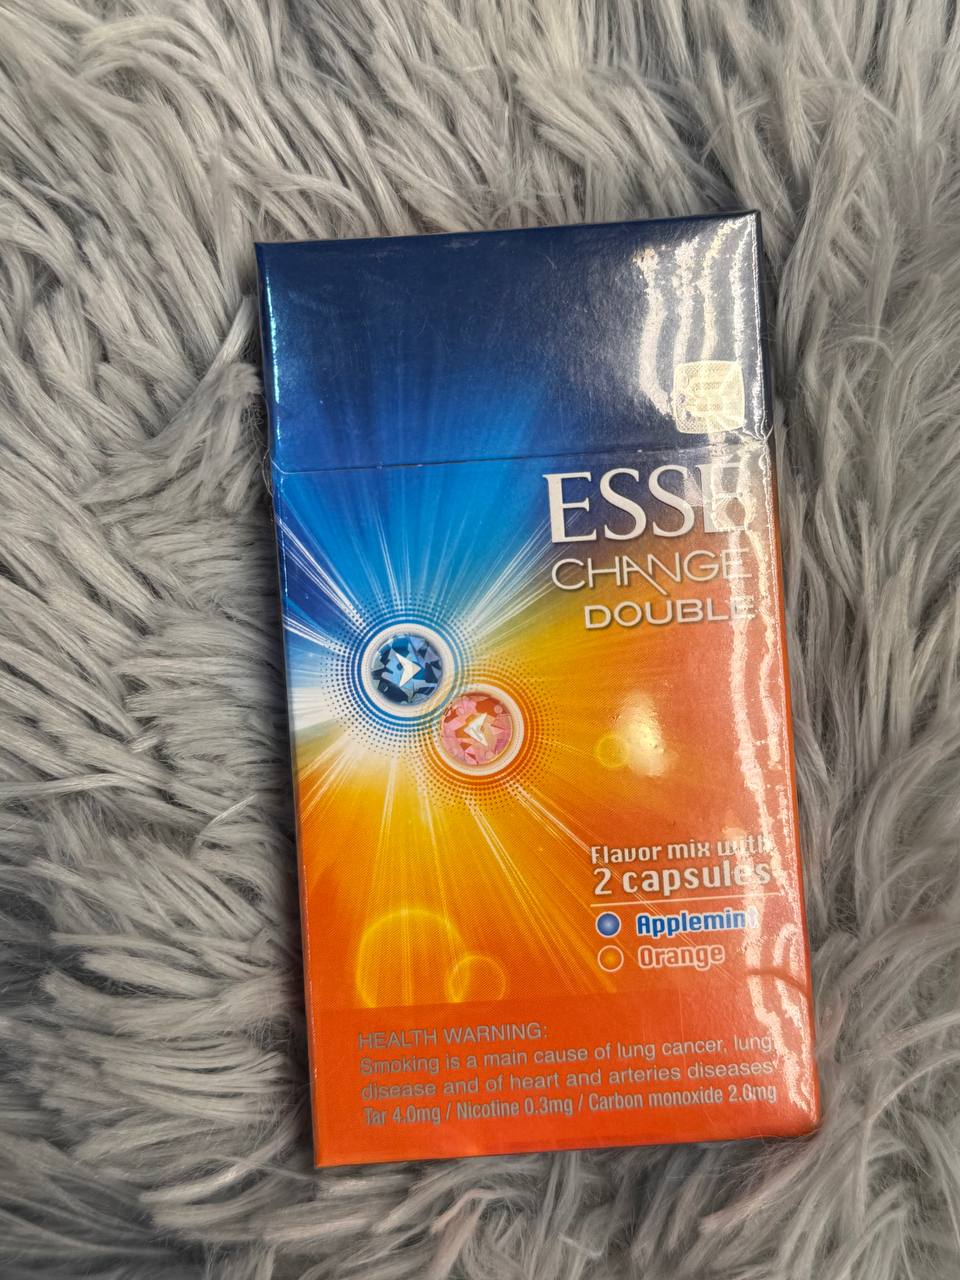 ESSE
CHANGE
DOUBLE
Flavor mix with
2 capsules
Applemint
Orange
HEALTH WARNING:
Smoking is a main cause of lung cancer, lung
disease and of heart and arteries diseases
Tar 4.0mg / Nicotine 0.3mg / Carbon monoxide 2.0mg